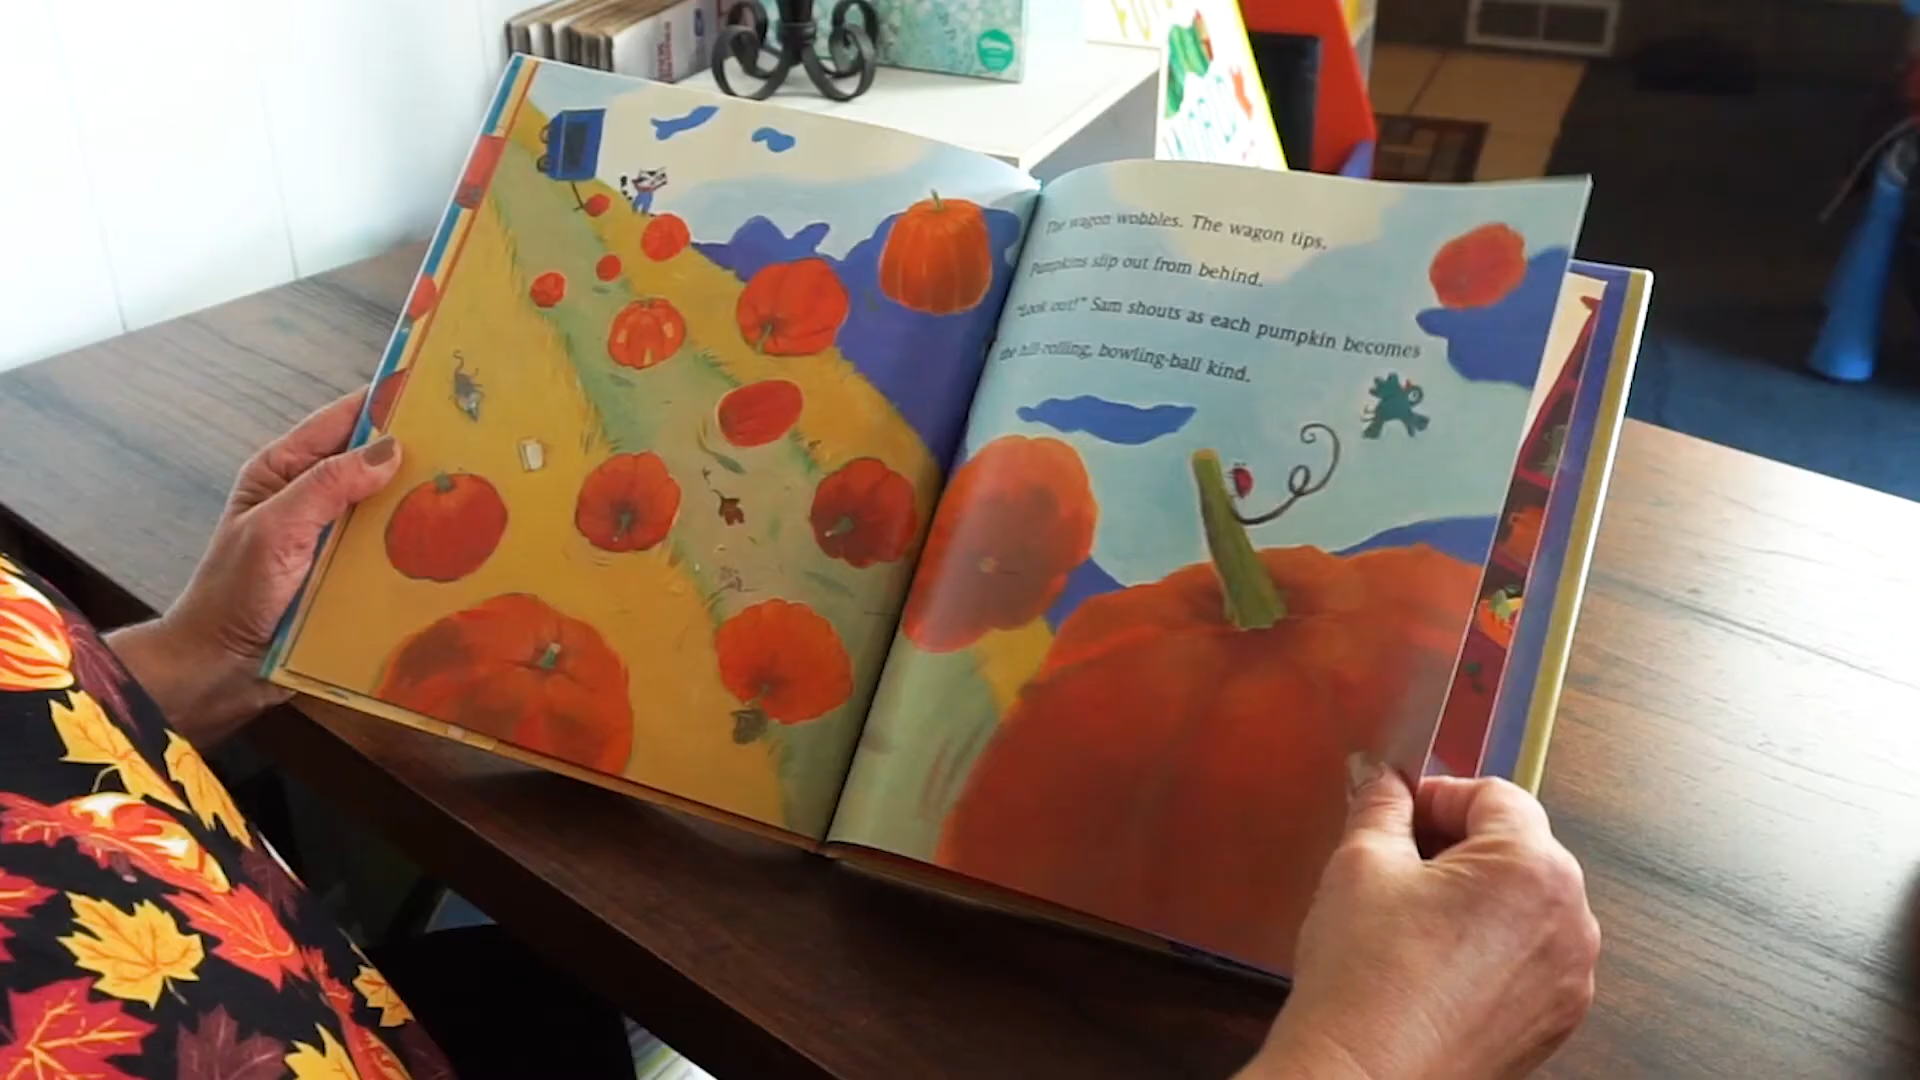 The wagon wobbles. The wagon tips.
Pumpkins slip out from behind.
"Look out!" Sam shouts as each pumpkin becomes
the hill-rolling, bowling-ball kind.